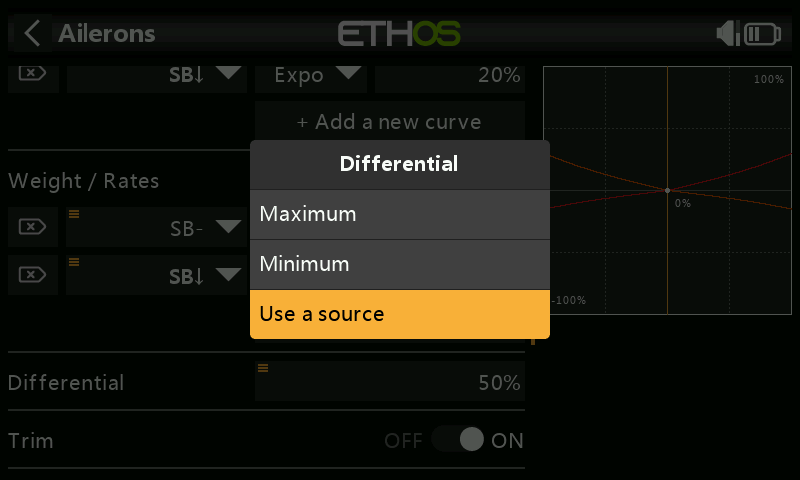 Ailerons
ETHOS
SB↓
Expo
20%
100%
+ Add a new curve
Differential
Weight / Rates
Maximum
0%
SB-
Minimum
SB↓
-100%
Use a source
Differential
50%
Trim
OFF
ON